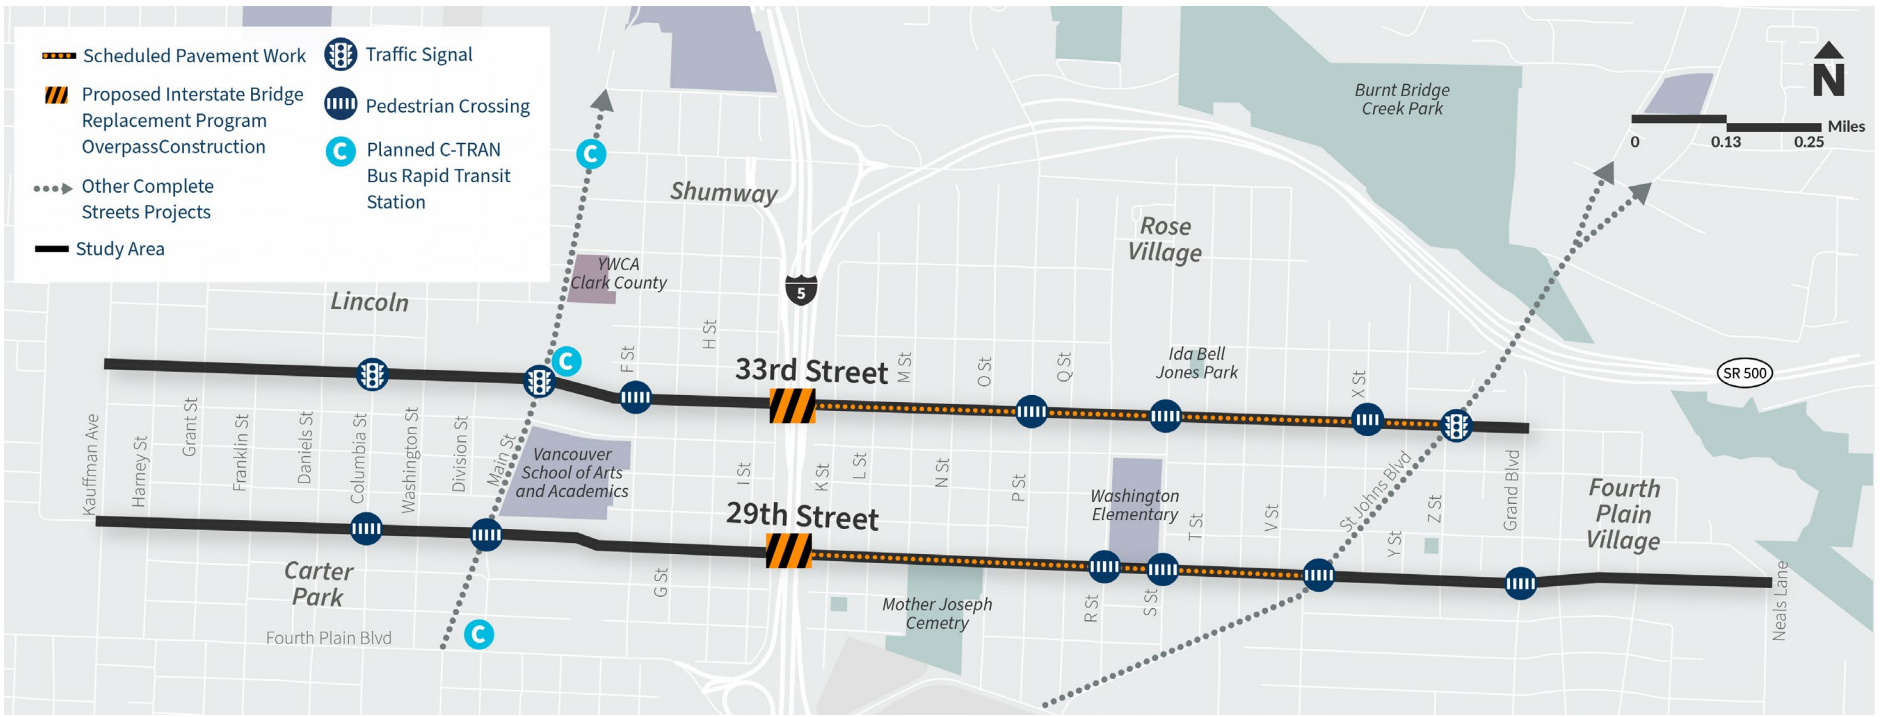 Scheduled Pavement Work
Proposed Interstate Bridge
Replacement Program
OverpassConstruction
Other Complete
Streets Projects
Study Area
Traffic Signal
Pedestrian Crossing
C
Planned C-TRAN
Bus Rapid Transit
Station
Burnt Bridge
Creek Park
N
Miles
0
0.13
0.25
C
Shumway
Rose
Village
YWCA
Clark County
5
Lincoln
C
F St
H St
33rd Street
M St
O St
Q St
Ida Bell
Jones Park
X St
SR 500
Kauffman Ave
Harney St
Grant St
Franklin St
Daniels St
Columbia St
Washington St
Division St
Main St
Vancouver
School of Arts
and Academics
I St
K St
L St
N St
P St
Washington
Elementary
T St
V St
St Johns Blvd
Y St
Z St
Grand Blvd
Fourth
Plain
Village
29th Street
Carter
Park
G St
Mother Joseph
Cemetry
R St
S St
Neals Lane
Fourth Plain Blvd
C